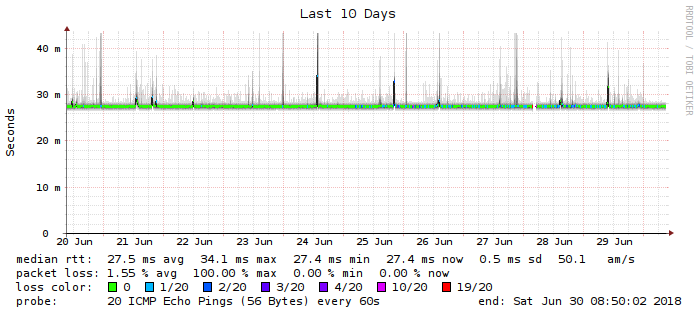 Last 10 Days
RRDTOOL / TOBI OETIKER
Seconds
40 m
30 m
20 m
10 m
0
20 Jun 21 Jun 22 Jun 23 Jun 24 Jun 25 Jun 26 Jun 27 Jun 28 Jun 29 Jun
median rtt: 27.5 ms avg 34.1 ms max 27.4 ms min 27.4 ms now 0.5 ms sd 50.1 am/s
packet loss: 1.55 % avg 100.00 % max 0.00 % min 0.00 % now
loss color: 0 1/20 2/20 3/20 4/20 10/20 19/20
probe: 20 ICMP Echo Pings (56 Bytes) every 60s end: Sat Jun 30 08:50:02 2018